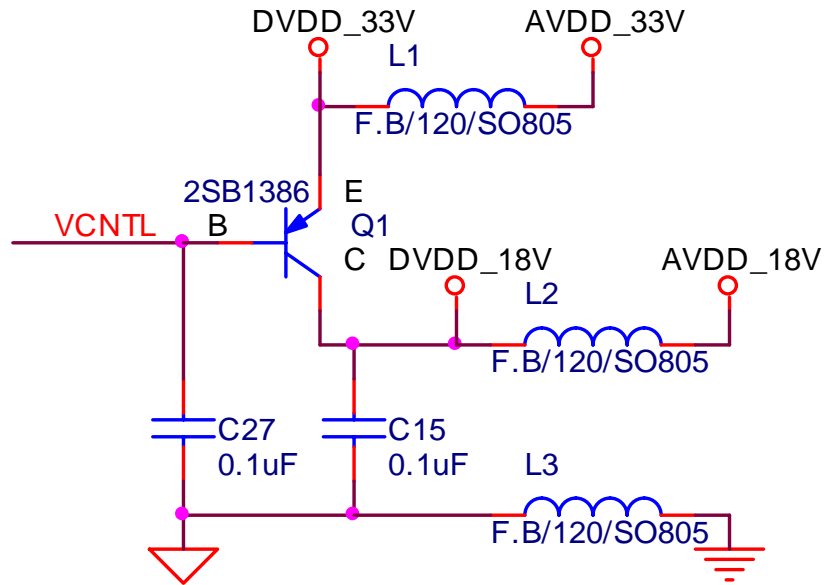 DVDD_33V
AVDD_33V
L1
F.B/120/SO805
2SB1386
E
VCNTL
B
Q1
C
DVDD_18V
AVDD_18V
L2
F.B/120/SO805
C27
0.1uF
C15
0.1uF
L3
F.B/120/SO805